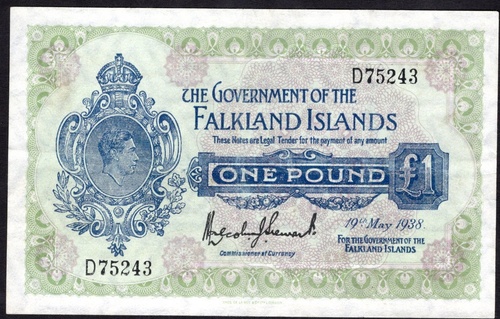 D75243
THE GOVERNMENT OF THE
FALKLAND ISLANDS
These Notes are Legal Tender for the payment of any amount
ONE POUND £1
19th May 1938.
Commissioner of Currency
FOR THE GOVERNMENT OF THE
FALKLAND ISLANDS
D75243